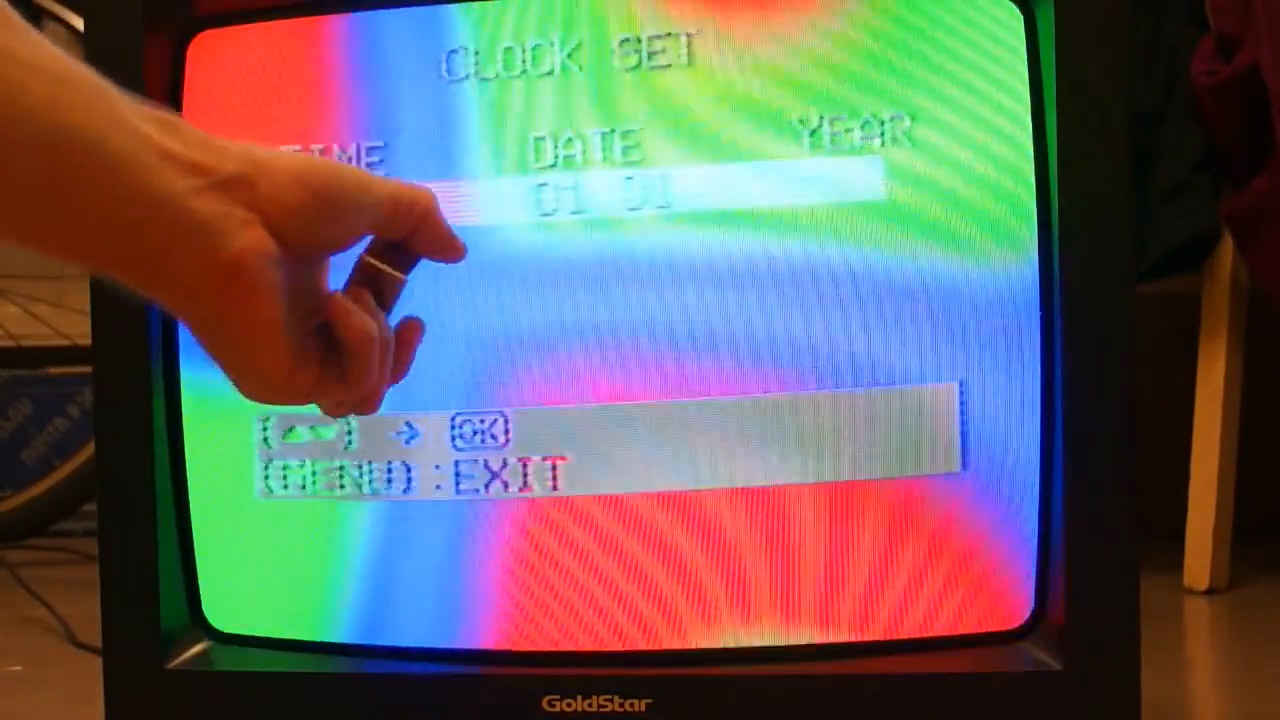 CLOCK SET
TIME DATE YEAR
01 01
→ OK
(MENU) :EXIT
GoldStar